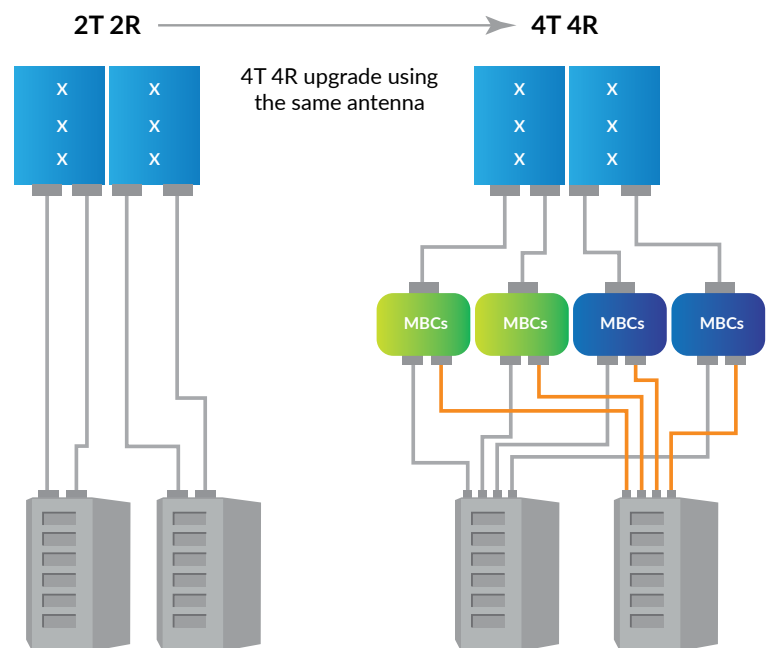 2T 2R
4T 4R
4T 4R upgrade using
the same antenna
X
X
X
X
X
X
X
X
X
X
X
X
MBCs
MBCs
MBCs
MBCs